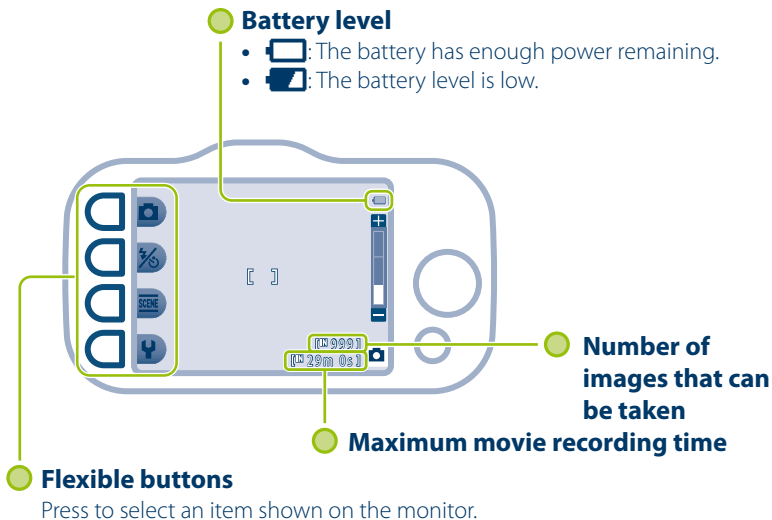 Battery level
• : The battery has enough power remaining.
• : The battery level is low.
SCENE
[IN 999]
[IN 29m 0s]
Number of
images that can
be taken
Maximum movie recording time
Flexible buttons
Press to select an item shown on the monitor.